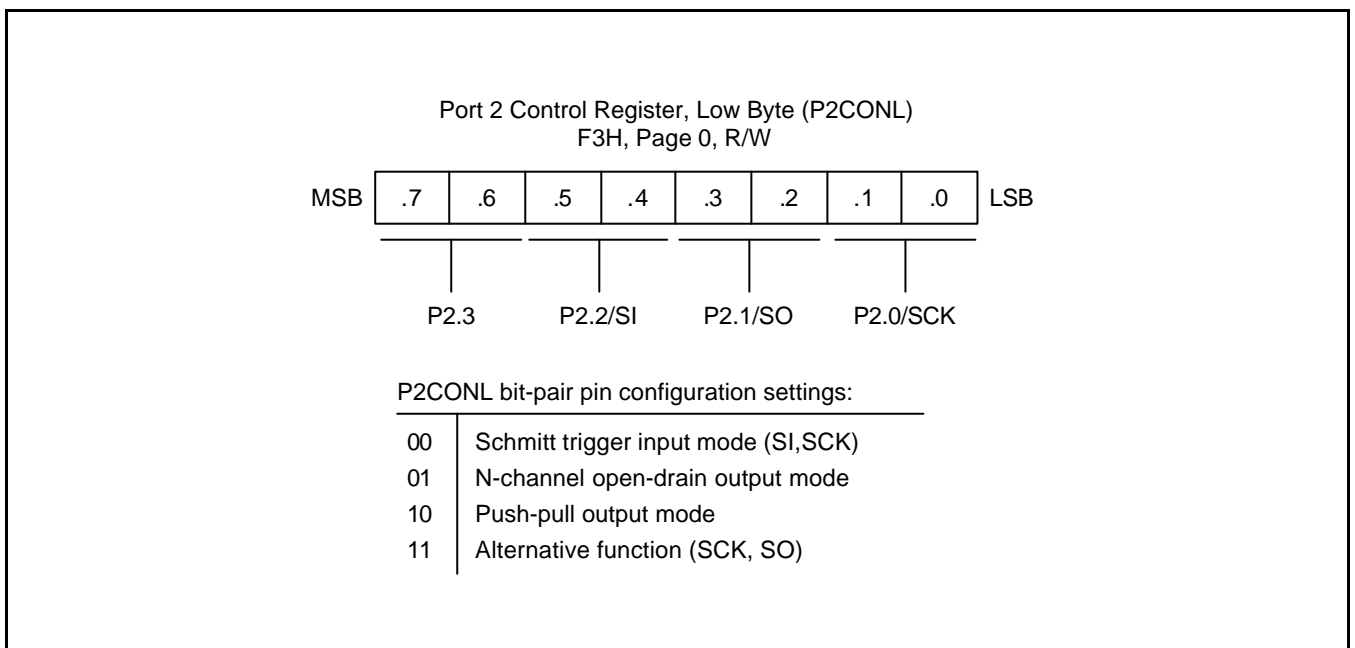 Port 2 Control Register, Low Byte (P2CONL)
F3H, Page 0, R/W
MSB .7 .6 .5 .4 .3 .2 .1 .0 LSB
P2.3 P2.2/SI P2.1/SO P2.0/SCK
P2CONL bit-pair pin configuration settings:
00 Schmitt trigger input mode (SI,SCK)
01 N-channel open-drain output mode
10 Push-pull output mode
11 Alternative function (SCK, SO)